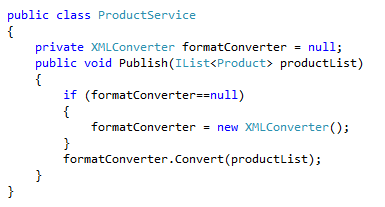 public class ProductService
{
    private XMLConverter formatConverter = null;
    public void Publish(IList<Product> productList)
    {
        if (formatConverter==null)
        {
            formatConverter = new XMLConverter();
        }
        formatConverter.Convert(productList);
    }
}